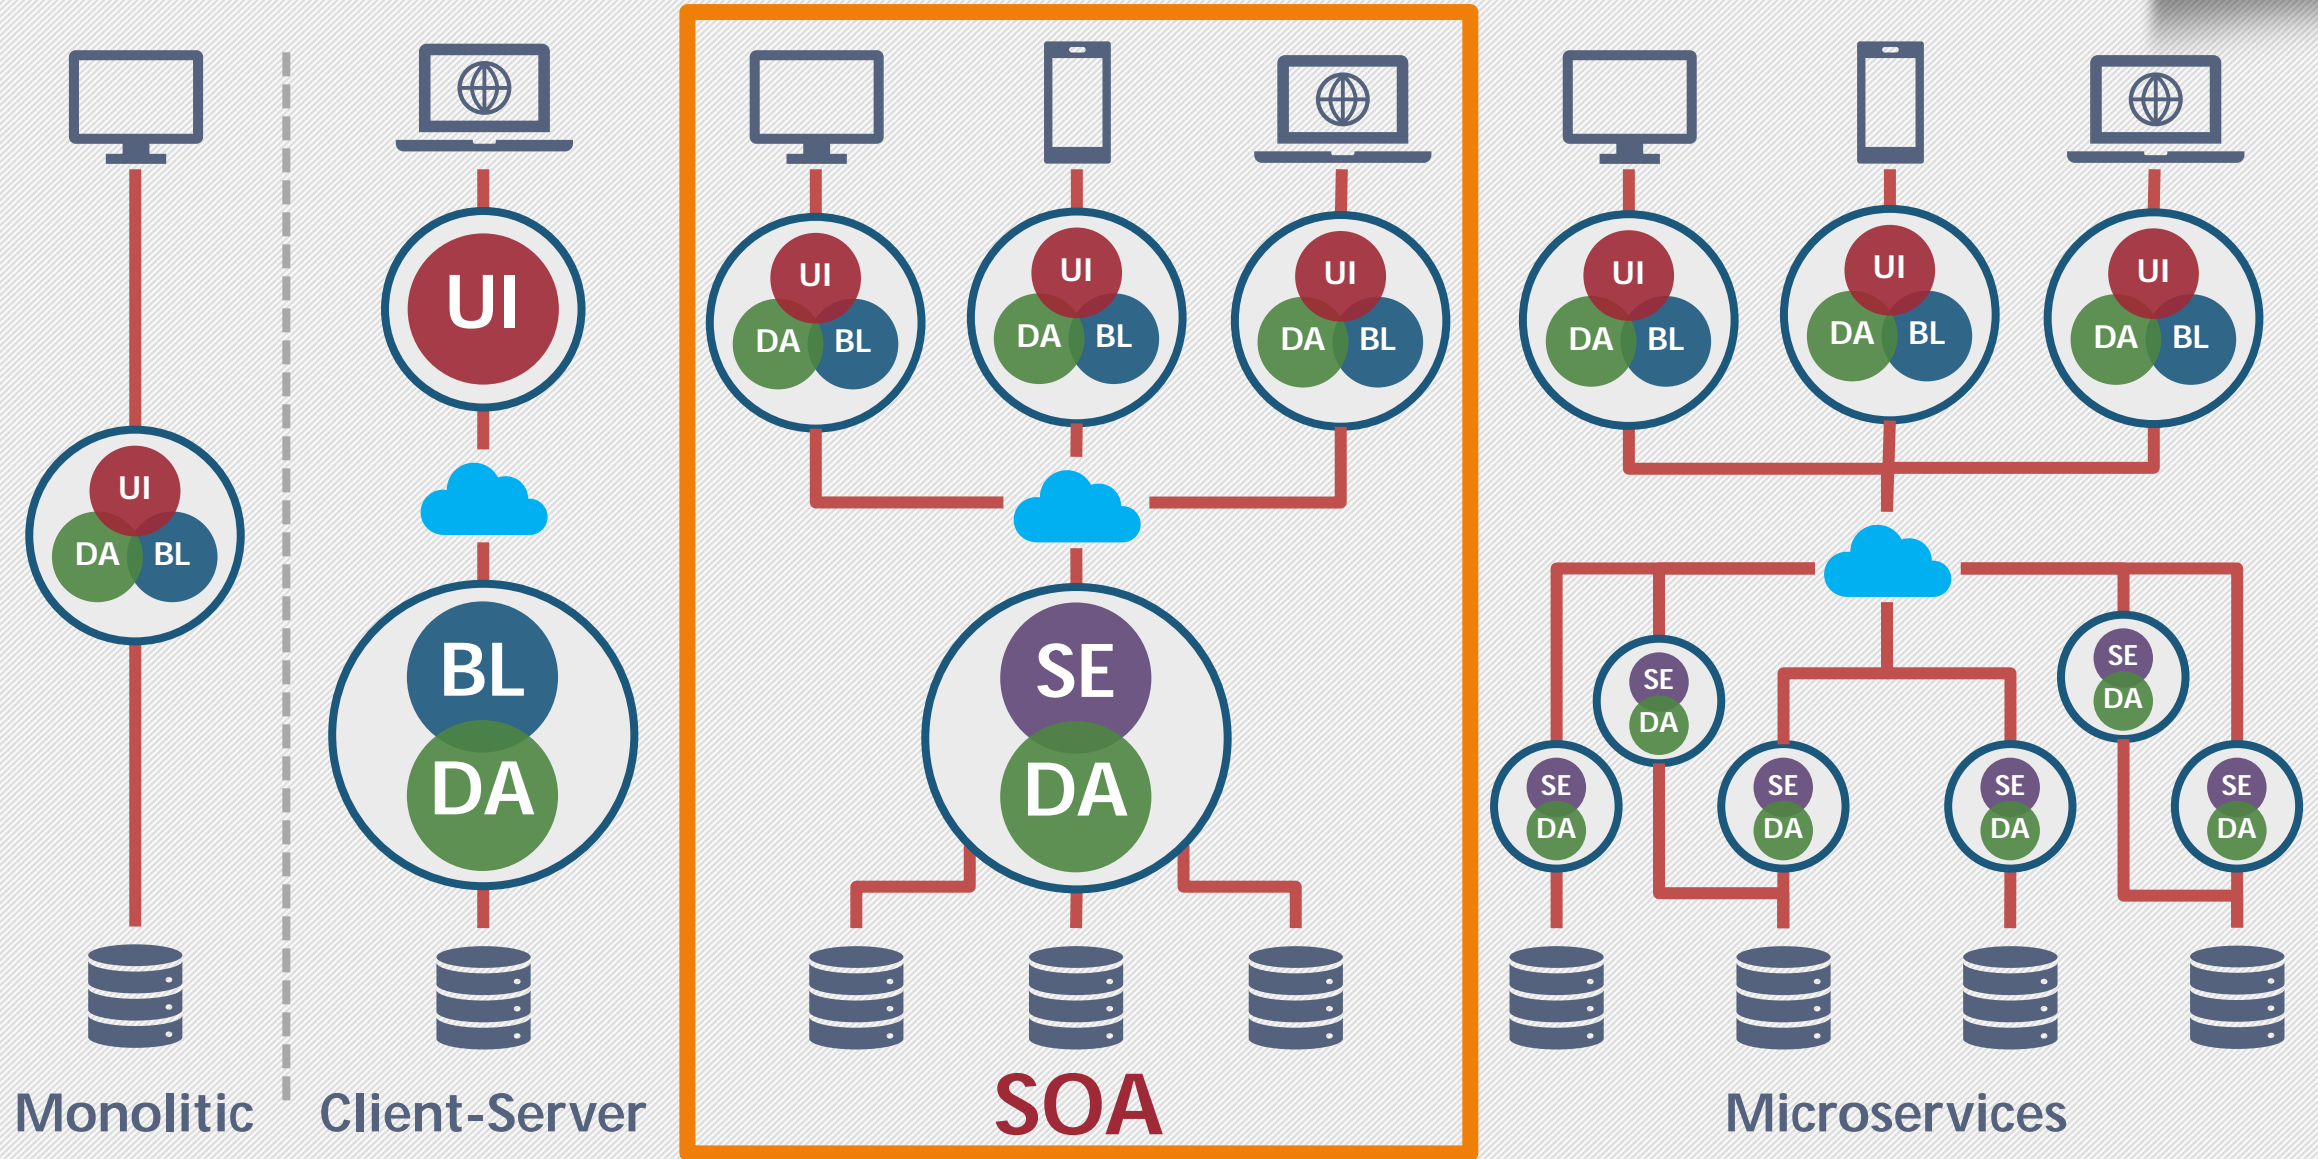 UI
DA BL
Monolitic
UI
BL
DA
Client-Server
UI
DA BL
UI
DA BL
UI
DA BL
SE
DA
SOA
UI
DA BL
UI
DA BL
UI
DA BL
SE
DA
SE
DA
SE
DA
SE
DA
SE
DA
SE
DA
Microservices